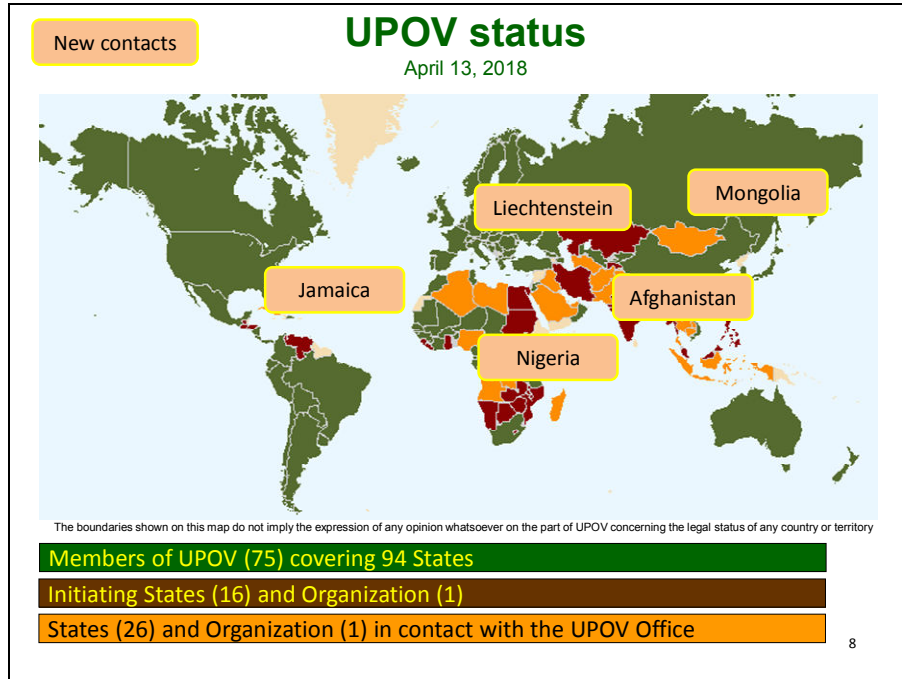 New contacts
UPOV status
April 13, 2018
Liechtenstein
Mongolia
Jamaica
Afghanistan
Nigeria
The boundaries shown on this map do not imply the expression of any opinion whatsoever on the part of UPOV concerning the legal status of any country or territory
Members of UPOV (75) covering 94 States
Initiating States (16) and Organization (1)
States (26) and Organization (1) in contact with the UPOV Office
8